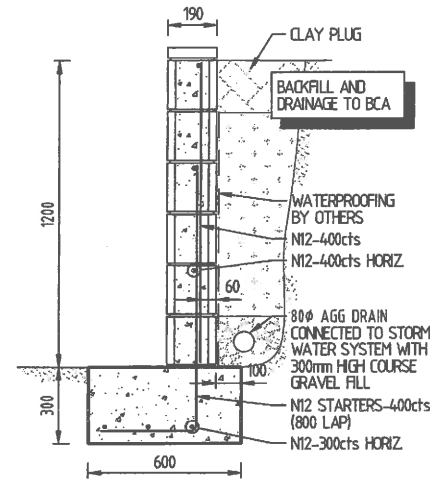 190
CLAY PLUG
BACKFILL AND
DRAINAGE TO BCA
1200
WATERPROOFING
BY OTHERS
N12-400cts
N12-400cts HORIZ.
60
80ø AGG DRAIN
CONNECTED TO STORM
WATER SYSTEM WITH
300mm HIGH COURSE
GRAVEL FILL
100
300
N12 STARTERS-400cts
(800 LAP)
N12-300cts HORIZ.
600